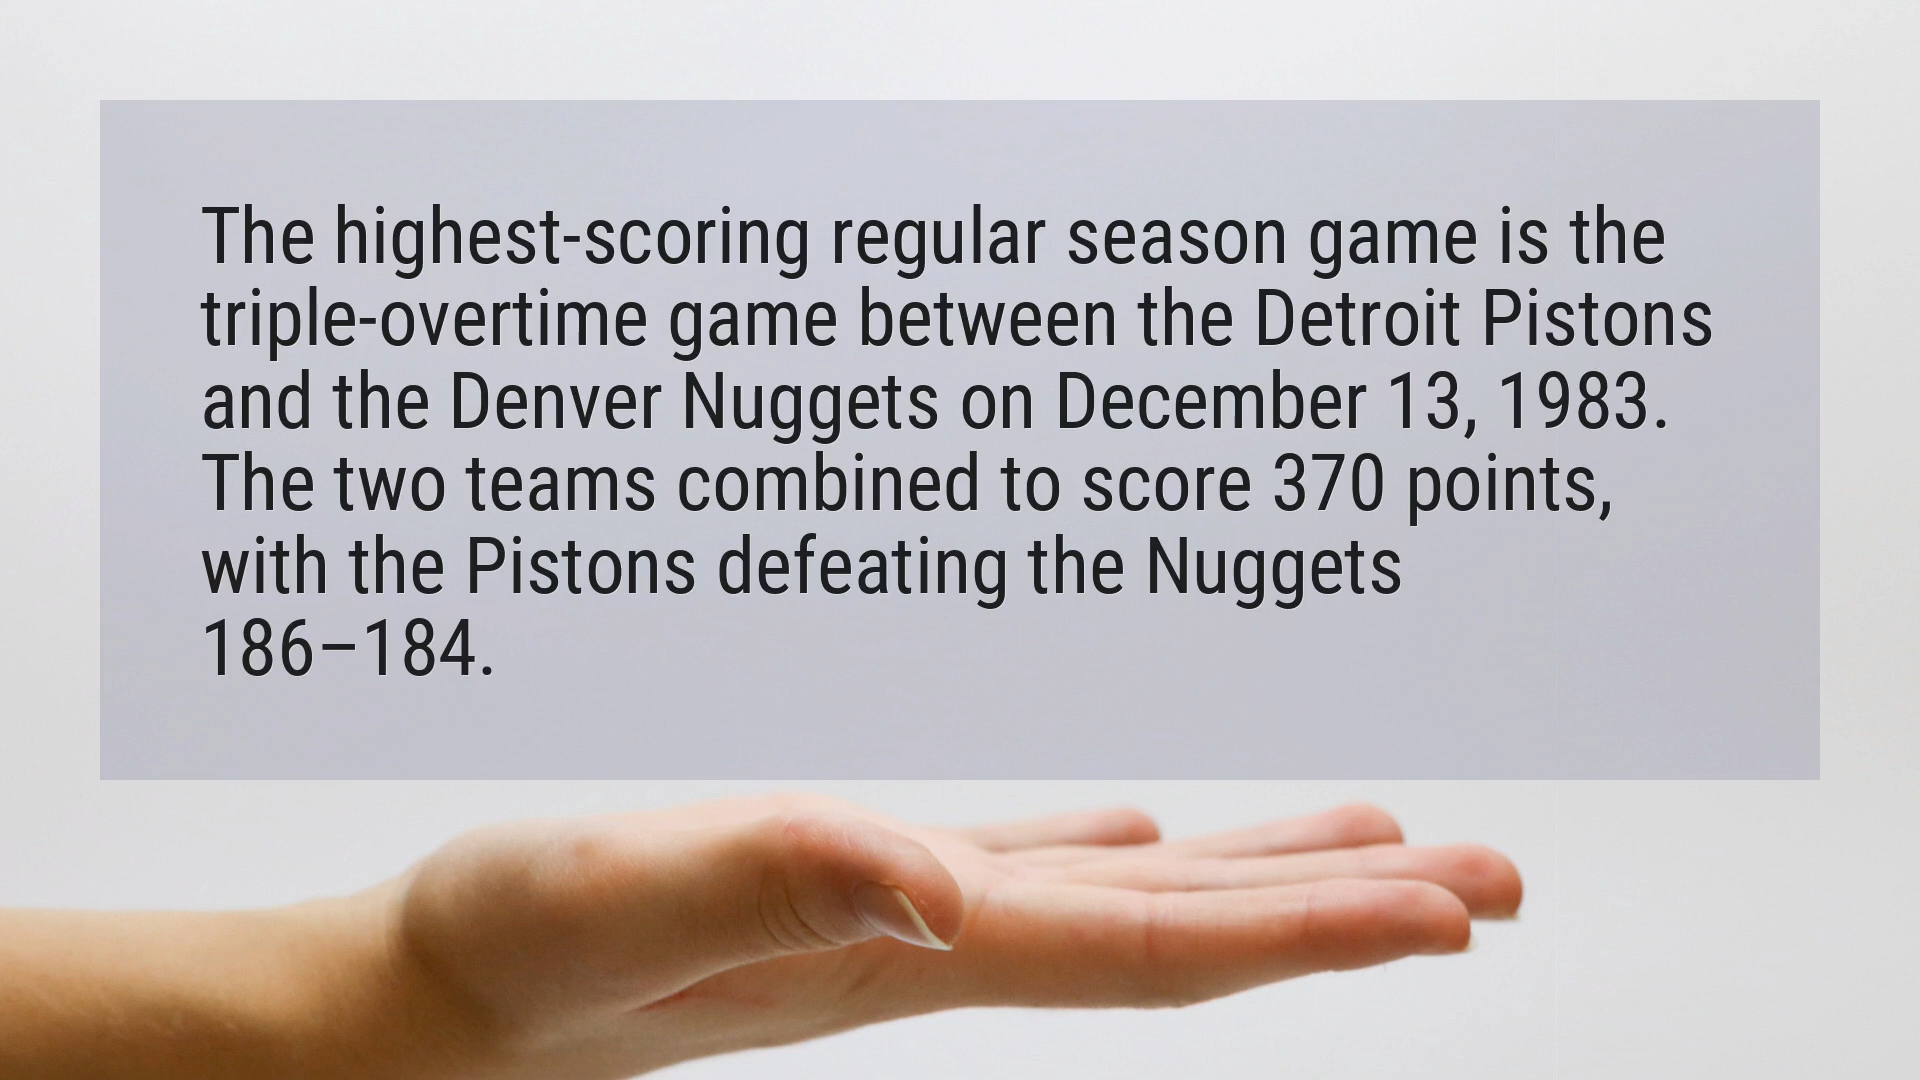 The highest-scoring regular season game is the
triple-overtime game between the Detroit Pistons
and the Denver Nuggets on December 13, 1983.
The two teams combined to score 370 points,
with the Pistons defeating the Nuggets
186–184.